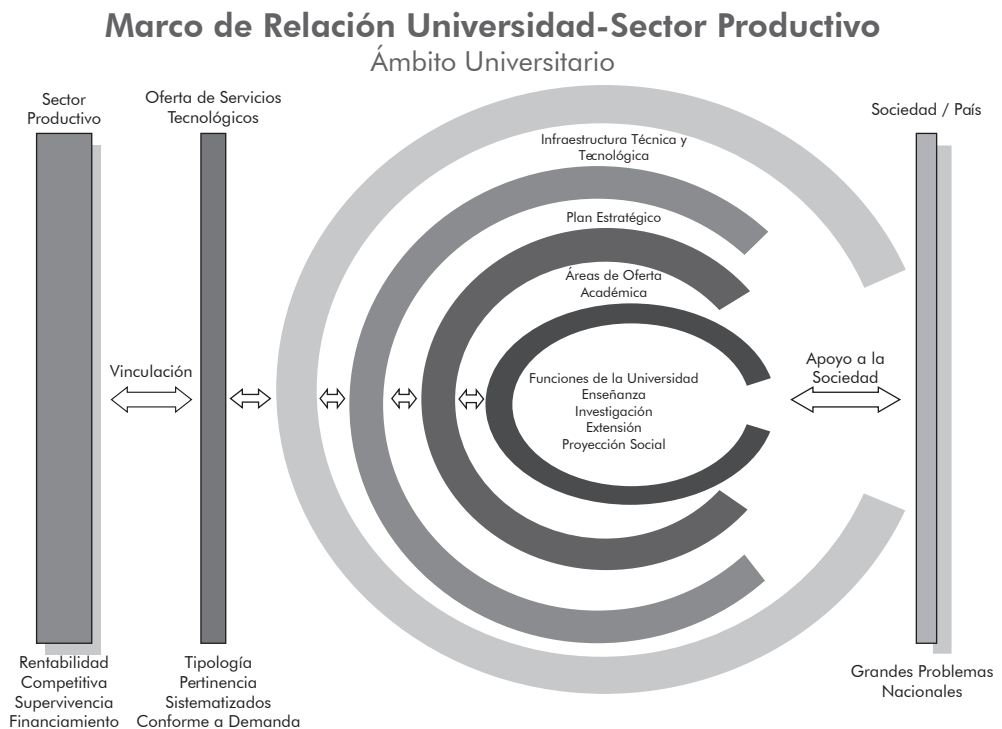 Marco de Relación Universidad-Sector Productivo
Ámbito Universitario
Sector
Productivo
Oferta de Servicios
Tecnológicos
Sociedad / País
Infraestructura Técnica y
Tecnológica
Plan Estratégico
Áreas de Oferta
Académica
Vinculación
Funciones de la Universidad
Enseñanza
Investigación
Extensión
Proyección Social
Apoyo a la
Sociedad
Rentabilidad
Competitiva
Supervivencia
Financiamiento
Tipología
Pertinencia
Sistematizados
Conforme a Demanda
Grandes Problemas
Nacionales